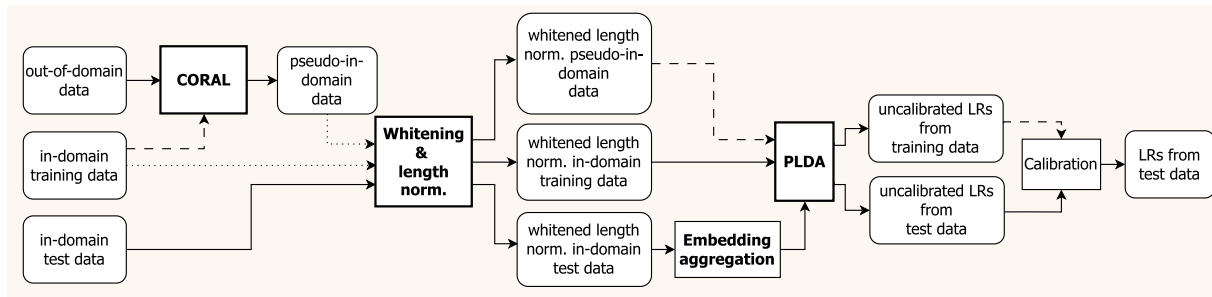 out-of-domain
data
CORAL
pseudo-in-
domain
data
in-domain
training data
in-domain
test data
Whitening
&
length
norm.
whitened length
norm. pseudo-in-
domain
data
whitened length
norm. in-domain
training data
whitened length
norm. in-domain
test data
Embedding
aggregation
PLDA
uncalibrated LRs
from
training data
uncalibrated LRs
from
test data
Calibration
LRs from
test data